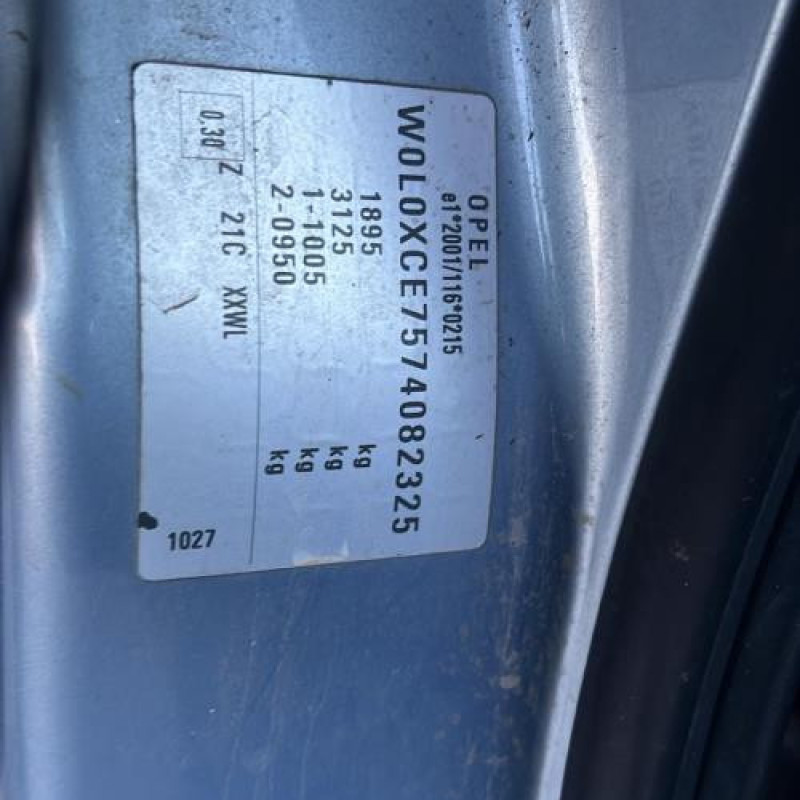 OPEL
e1*2001/116*0215
W0L0XCE7574082325
1895 kg
3125 kg
1-1005 kg
2-0950 kg
0,38 Z 21C XXWL
1027